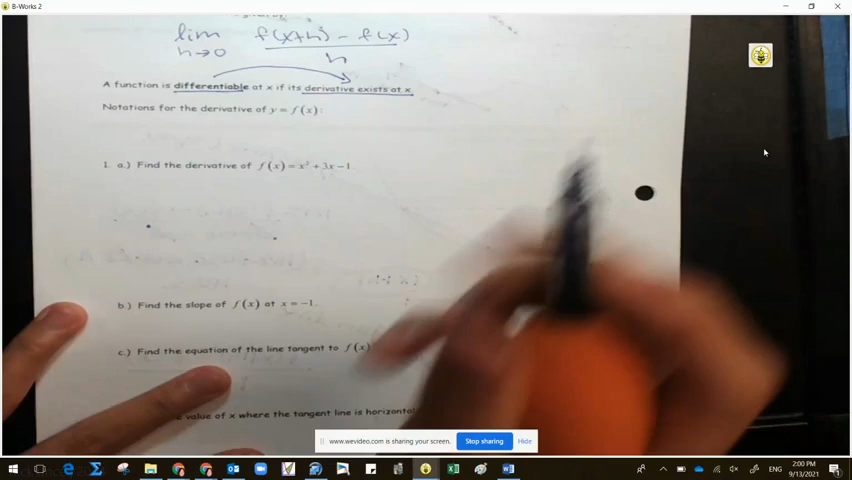 B-Works 2
lim f(x+h) - f(x)
h→0 h
A function is differentiable at x if its derivative exists at x.
Notations for the derivative of y = f(x):
1. a.) Find the derivative of f(x) = x² + 3x − 1
b.) Find the slope of f(x) at x = −1.
c.) Find the equation of the line tangent to f(x)
value of x where the tangent line is horizontal
www.wevideo.com is sharing your screen.
Stop sharing
Hide
2:00 PM
ENG
9/13/2021